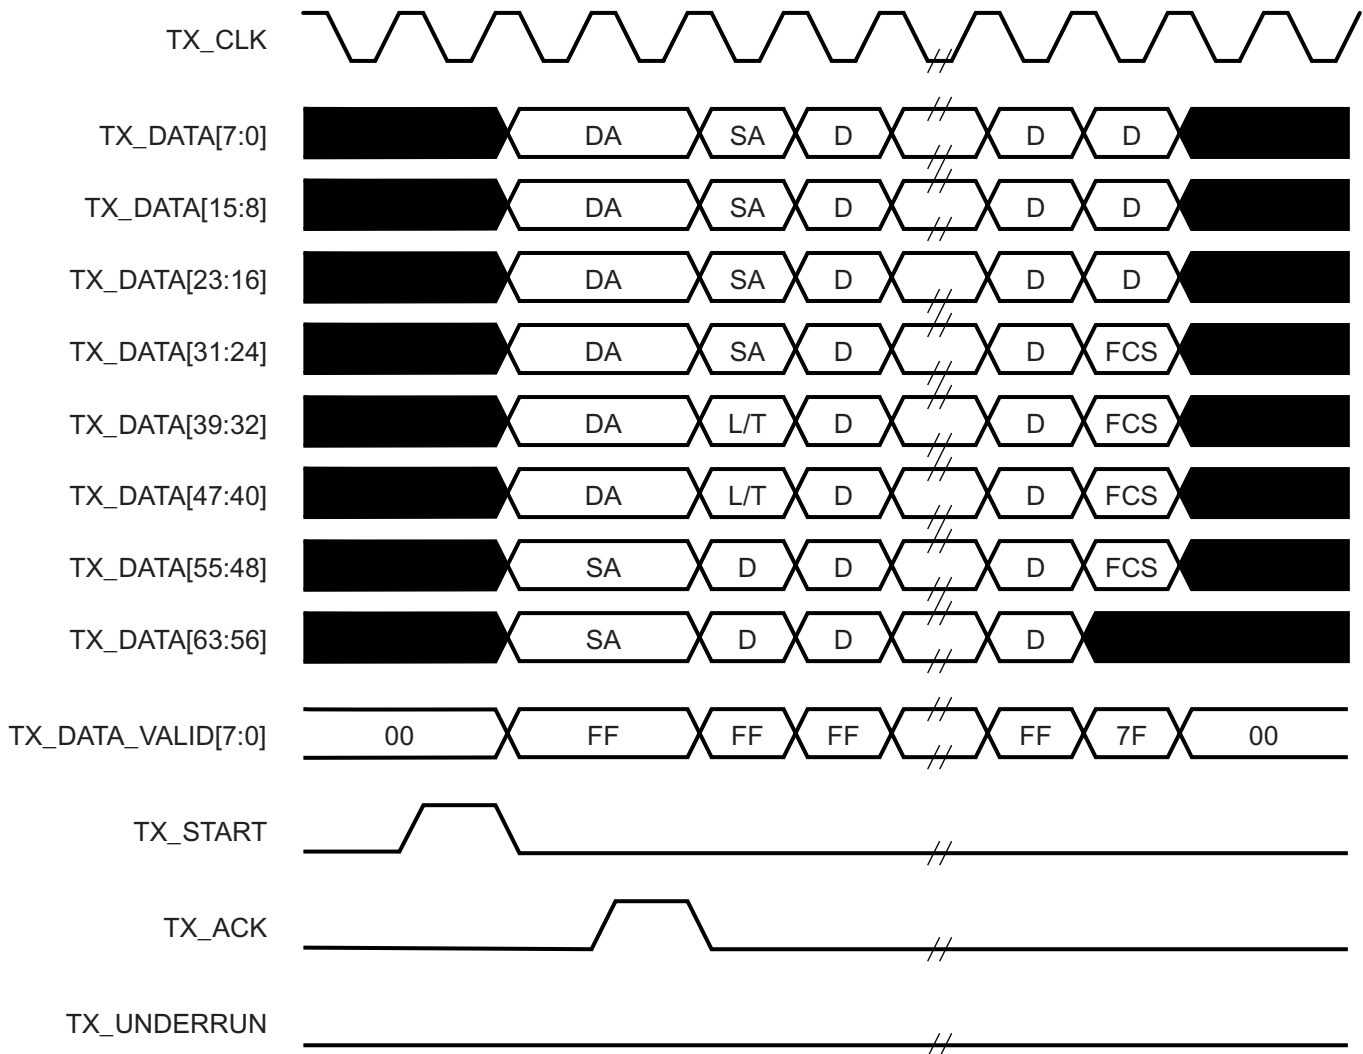 TX_CLK
TX_DATA[7:0] DA SA D D D
TX_DATA[15:8] DA SA D D D
TX_DATA[23:16] DA SA D D D
TX_DATA[31:24] DA SA D D FCS
TX_DATA[39:32] DA L/T D D FCS
TX_DATA[47:40] DA L/T D D FCS
TX_DATA[55:48] SA D D D FCS
TX_DATA[63:56] SA D D D
TX_DATA_VALID[7:0] 00 FF FF FF FF 7F 00
TX_START
TX_ACK
TX_UNDERRUN